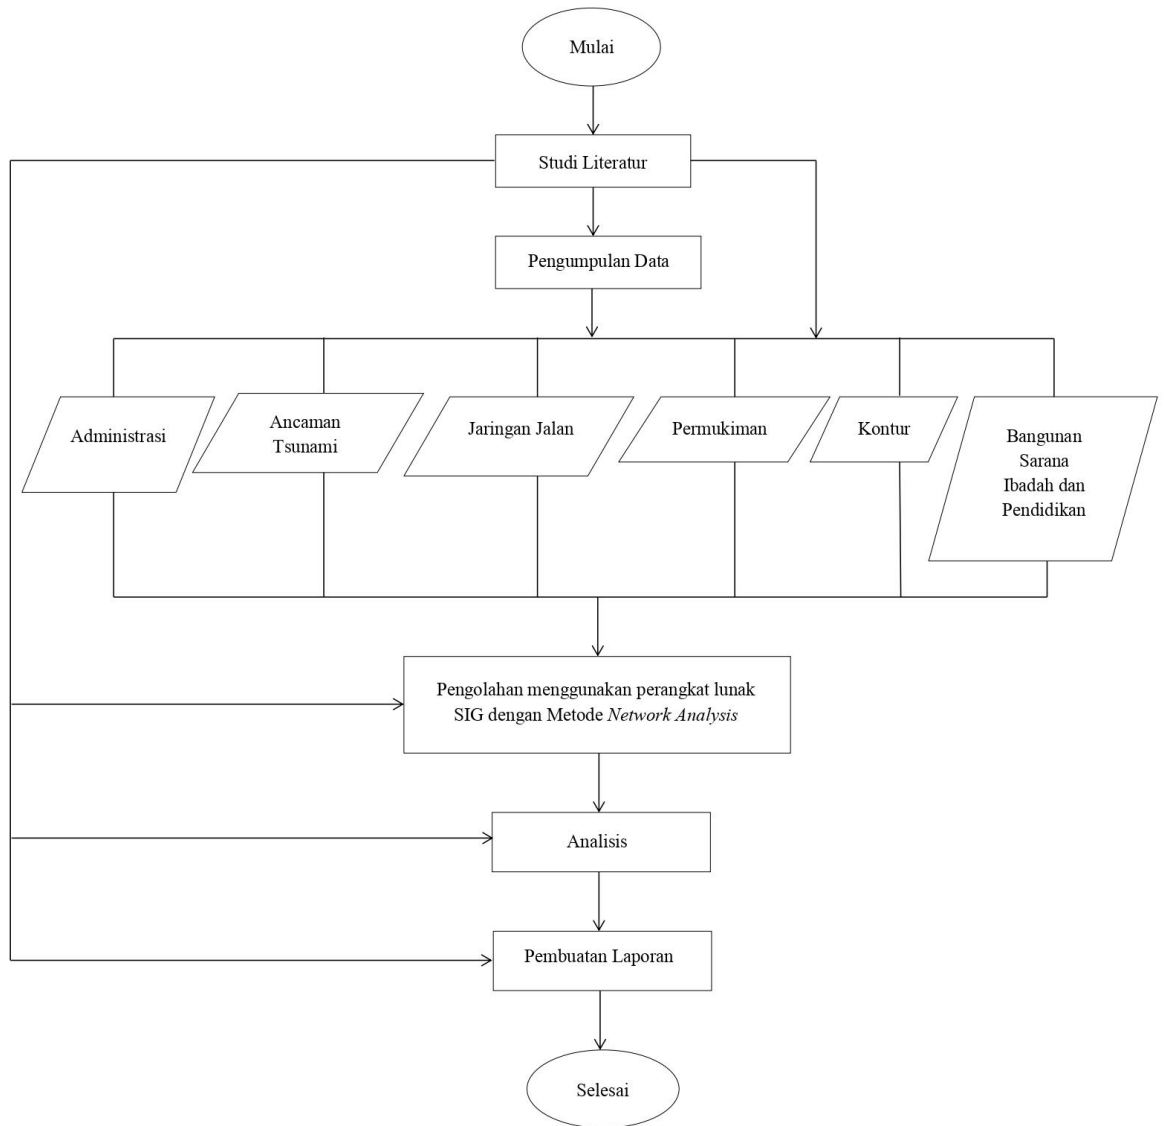 Mulai
Studi Literatur
Pengumpulan Data
Administrasi
Ancaman
Tsunami
Jaringan Jalan
Permukiman
Kontur
Bangunan
Sarana
Ibadah dan
Pendidikan
Pengolahan menggunakan perangkat lunak
SIG dengan Metode Network Analysis
Analisis
Pembuatan Laporan
Selesai